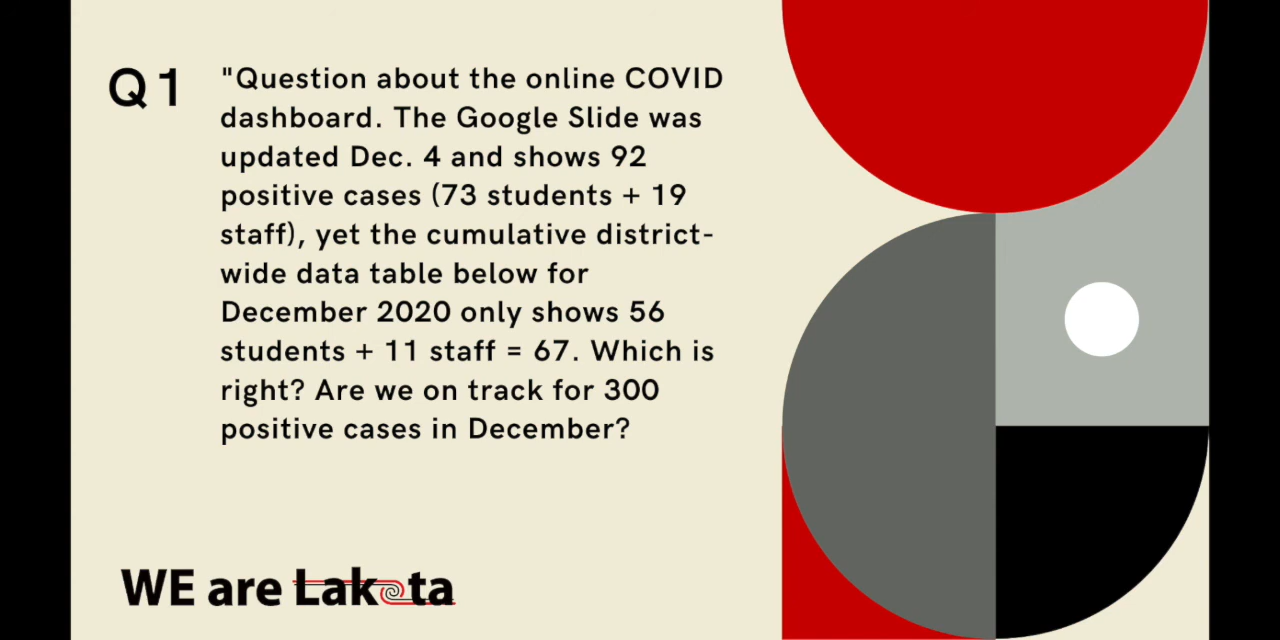 Q1
"Question about the online COVID
dashboard. The Google Slide was
updated Dec. 4 and shows 92
positive cases (73 students + 19
staff), yet the cumulative district-
wide data table below for
December 2020 only shows 56
students + 11 staff = 67. Which is
right? Are we on track for 300
positive cases in December?
WE are Lakota